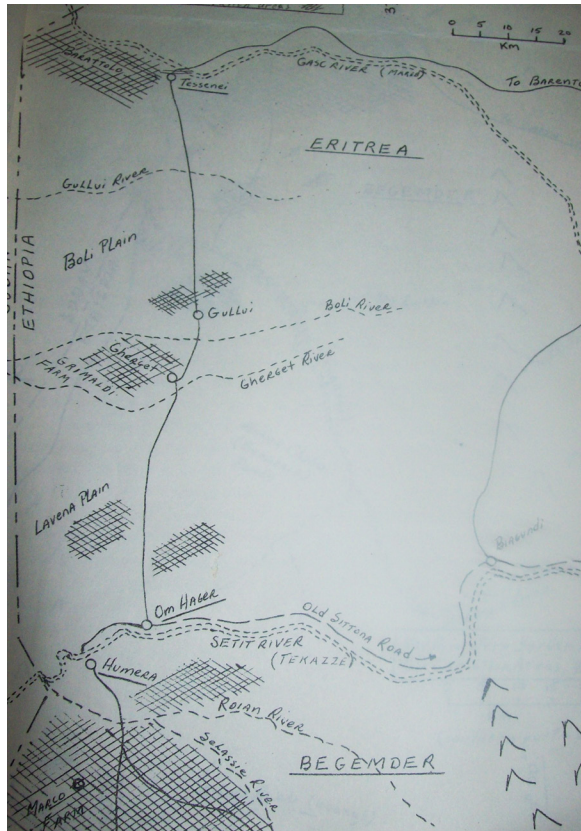 0 5 10 15 20
Km
BARATTOLO
Tessenei
GASC RIVER (MAREB)
To BARENTU
ERITREA
GULLUI RIVER
Boli Plain
ETHIOPIA
Gullui
Boli River
Gherget
GRIMALDI
FARM
Gherget River
LAVENA PLAIN
Om HAGER
OLD SITTONA ROAD
SETIT RIVER
(TEKAZZE)
HUMERA
ROIAN RIVER
SELASSIE RIVER
BEGEMDER
MARCO
FARM